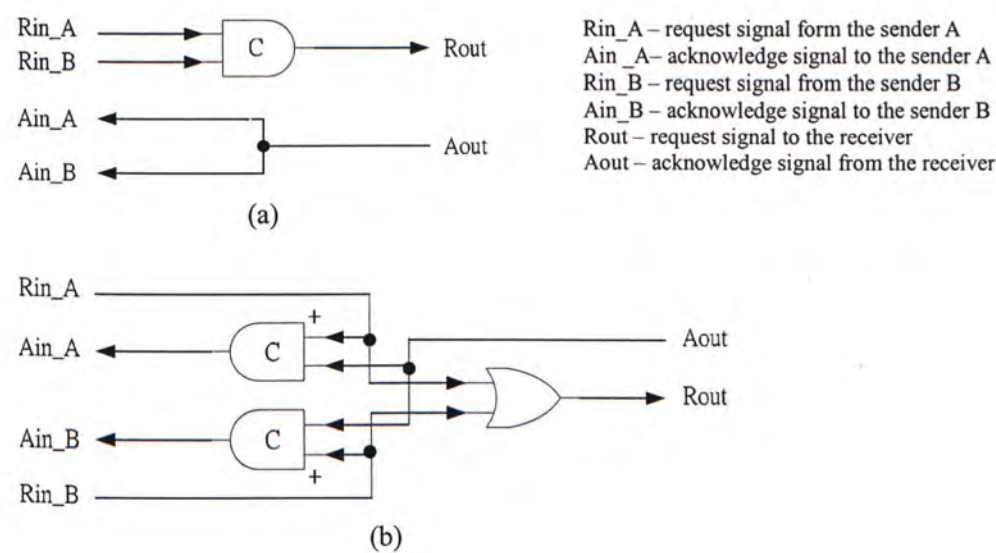 Rin_A
Rin_B
C
Rout
Ain_A
Ain_B
Aout
(a)
Rin_A – request signal form the sender A
Ain _A– acknowledge signal to the sender A
Rin_B – request signal from the sender B
Ain_B – acknowledge signal to the sender B
Rout – request signal to the receiver
Aout – acknowledge signal from the receiver
Rin_A
+
Ain_A
C
Aout
Rout
Ain_B
C
+
Rin_B
(b)